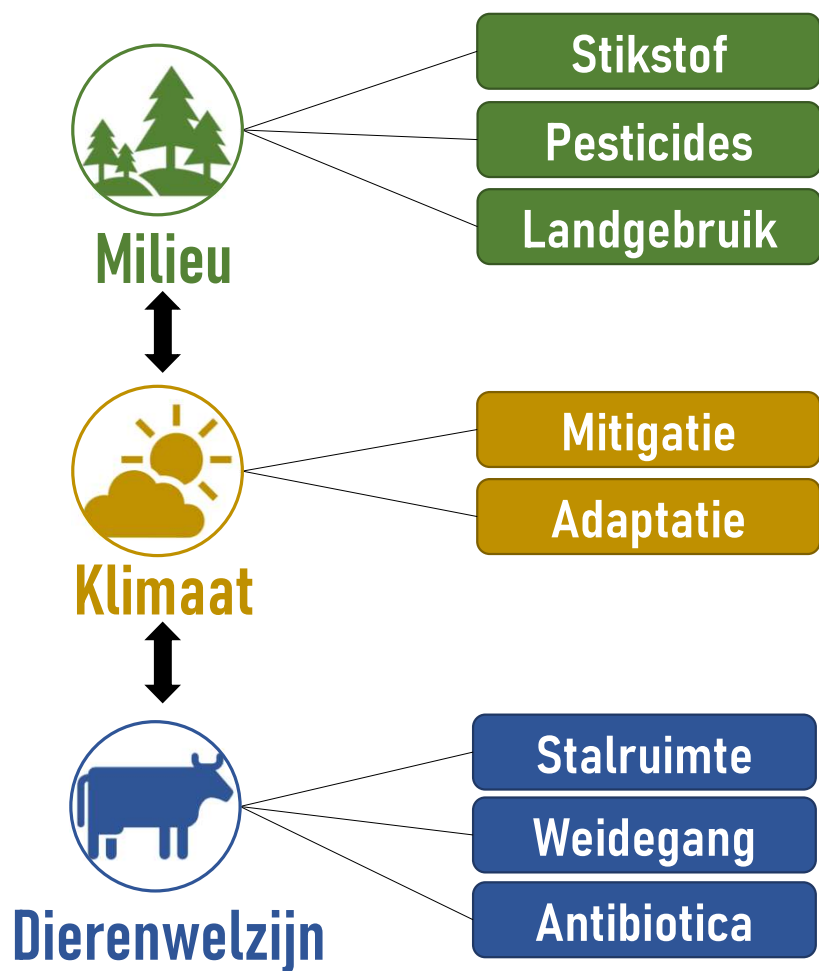 Stikstof
Pesticides
Landgebruik
Milieu
Mitigatie
Adaptatie
Klimaat
Stalruimte
Weidegang
Antibiotica
Dierenwelzijn